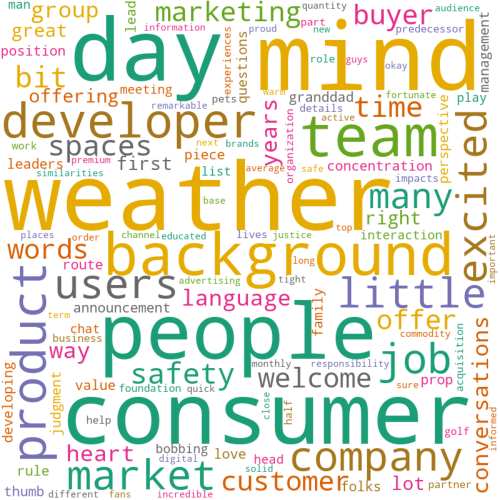 man
group
lead
marketing
information
part
quantity
buyer
audience
great
position
day
experiences
questions
mind
proud
new
predecessor
role
guys
okay
management
bit
offering
meeting
remarkable
pets
granddad
time
play
developer
years
warm
details
active
fortunate
team
perspective
excited
work
spaces
next
brands
organization
leaders
premium
first
piece
average
safe
concentration
similarities
list
impacts
weather
many
base
right
top
places
order
channel
educated
lives
justice
interaction
words
background
long
important
route
users
advertising
tight
language
family
little
product
announcement
term
chat
business
people
offer
commodity
way
monthly
responsibility
job
acquisition
conversations
developing
judgment
value
safety
foundation
quick
welcome
prop
sure
consumer
close
half
help
golf
informed
heart
bobbing
love
head
company
rule
digital
solid
market
customer
folks
lot
partner
thumb
different
fans
incredible